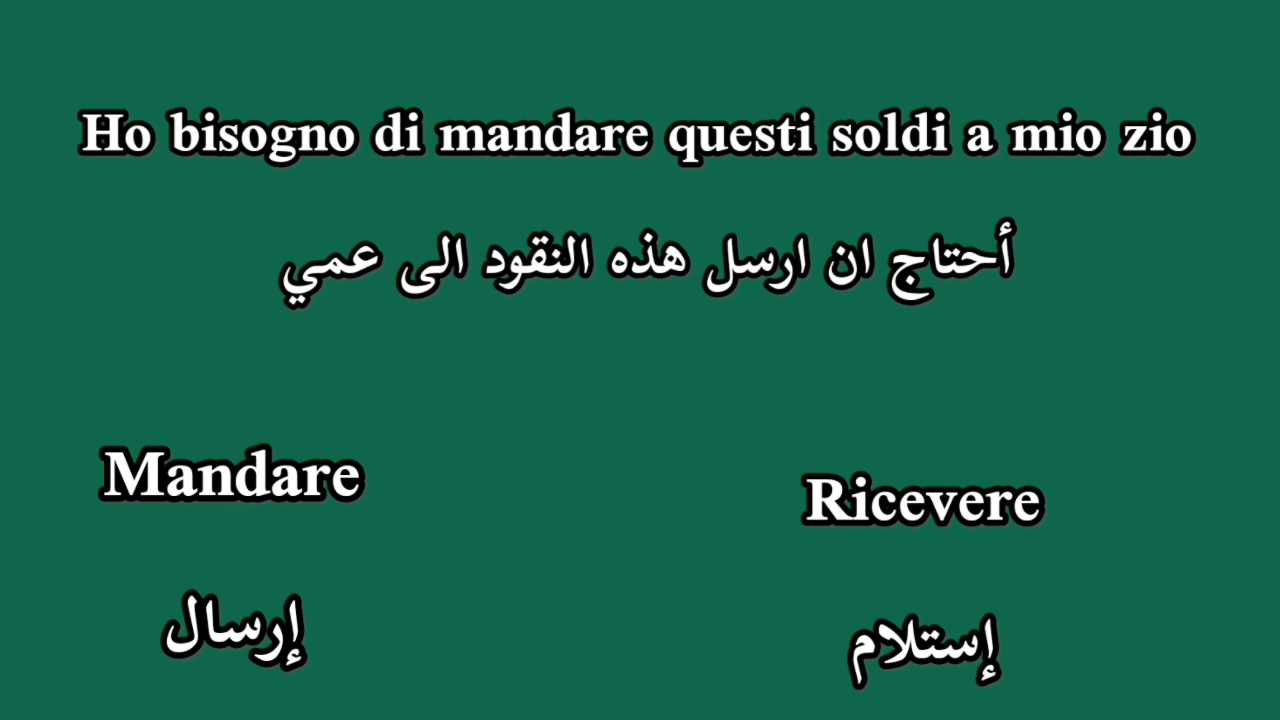 Ho bisogno di mandare questi soldi a mio zio
أحتاج ان ارسل هذه النقود الى عمي
Mandare
Ricevere
إرسال
إستلام